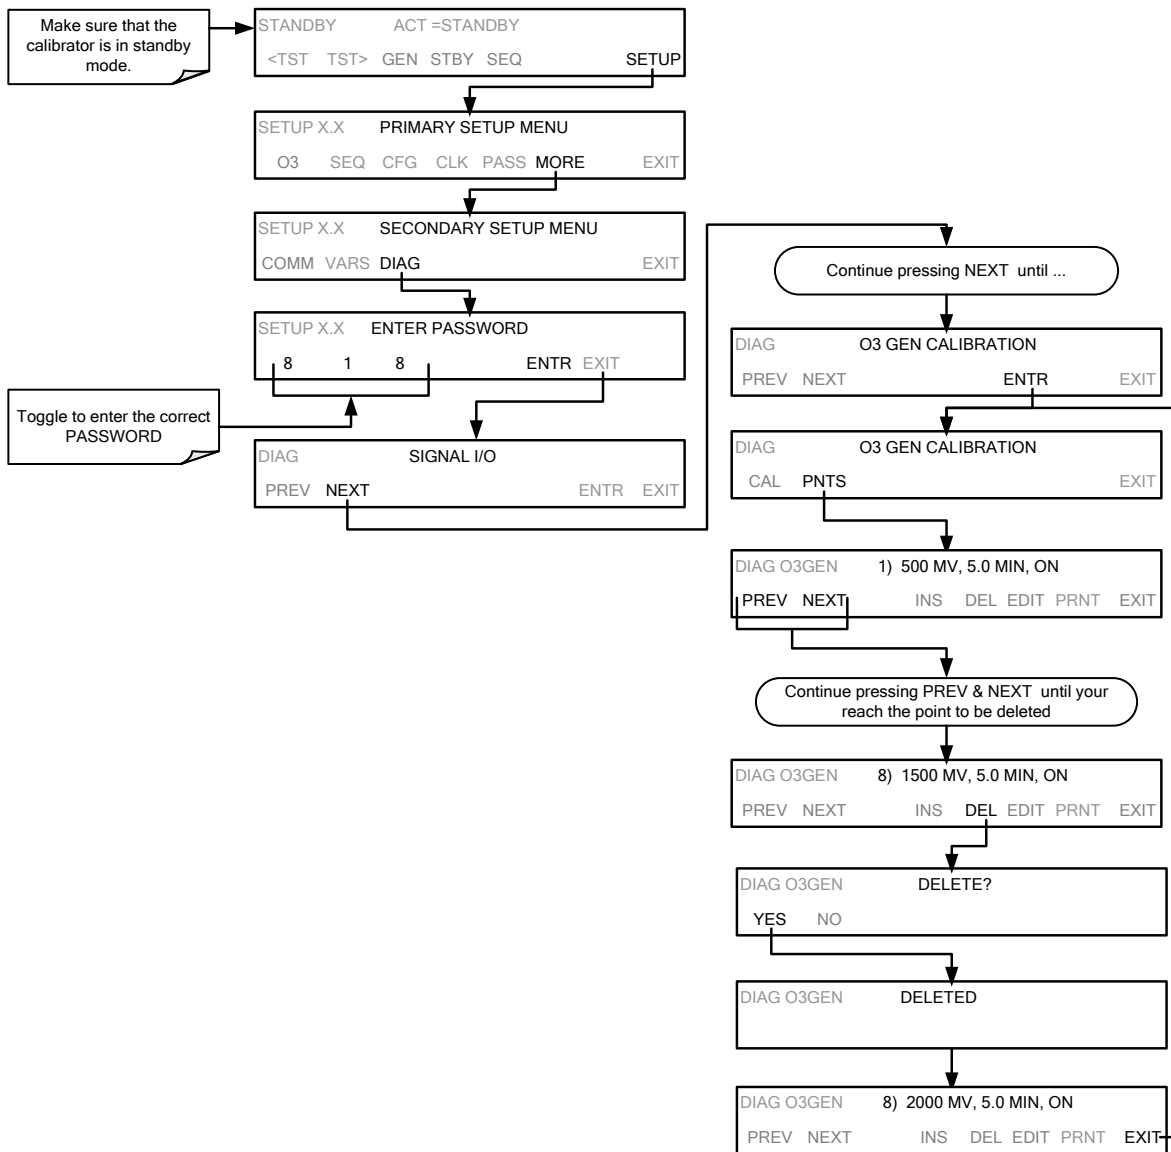 Make sure that the
calibrator is in standby
mode.
STANDBY ACT =STANDBY
<TST TST> GEN STBY SEQ SETUP
SETUP X.X PRIMARY SETUP MENU
O3 SEQ CFG CLK PASS MORE EXIT
SETUP X.X SECONDARY SETUP MENU
COMM VARS DIAG EXIT
SETUP X.X ENTER PASSWORD
8 1 8 ENTR EXIT
Toggle to enter the correct
PASSWORD
DIAG SIGNAL I/O
PREV NEXT ENTR EXIT
Continue pressing NEXT until ...
DIAG O3 GEN CALIBRATION
PREV NEXT ENTR EXIT
DIAG O3 GEN CALIBRATION
CAL PNTS EXIT
DIAG O3GEN 1) 500 MV, 5.0 MIN, ON
PREV NEXT INS DEL EDIT PRNT EXIT
Continue pressing PREV & NEXT until your
reach the point to be deleted
DIAG O3GEN 8) 1500 MV, 5.0 MIN, ON
PREV NEXT INS DEL EDIT PRNT EXIT
DIAG O3GEN DELETE?
YES NO
DIAG O3GEN DELETED
DIAG O3GEN 8) 2000 MV, 5.0 MIN, ON
PREV NEXT INS DEL EDIT PRNT EXIT